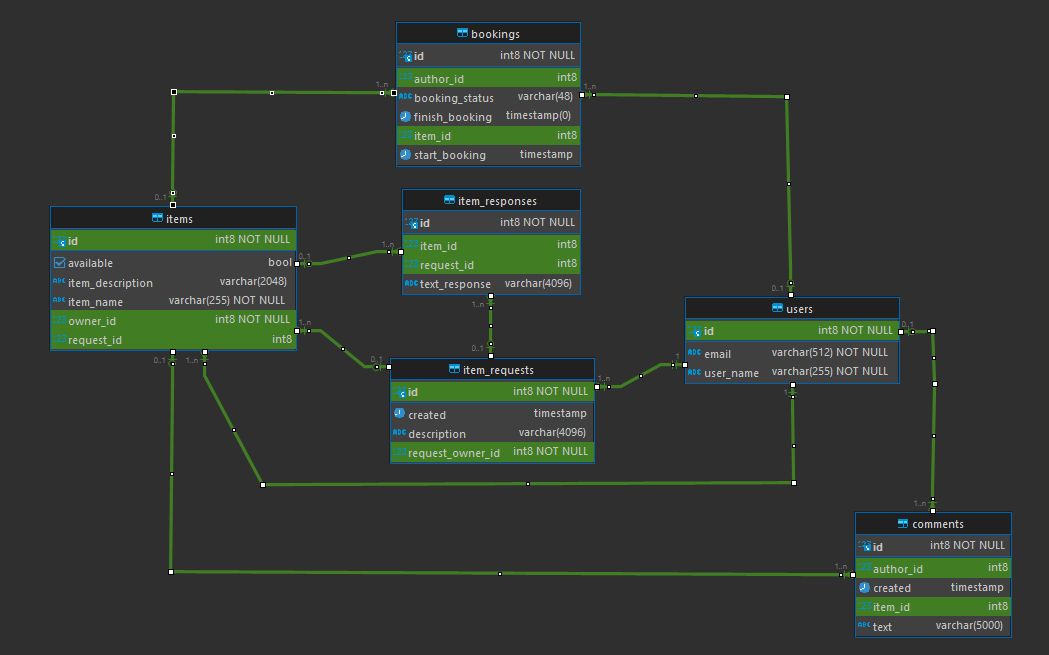 bookings
id int8 NOT NULL
author_id int8
booking_status varchar(48)
finish_booking timestamp(0)
item_id int8
start_booking timestamp
1..n
1..n
0..1
items
id int8 NOT NULL
available bool
item_description varchar(2048)
item_name varchar(255) NOT NULL
owner_id int8 NOT NULL
request_id int8
0..1
1..n
0..1
1..n
item_responses
id int8 NOT NULL
item_id int8
request_id int8
text_response varchar(4096)
1..n
1..n
0..1
0..1
item_requests
id int8 NOT NULL
created timestamp
description varchar(4096)
request_owner_id int8 NOT NULL
1..n
0..1
users
id int8 NOT NULL
email varchar(512) NOT NULL
user_name varchar(255) NOT NULL
1
0..1
1
1..n
comments
id int8 NOT NULL
author_id int8
created timestamp
item_id int8
text varchar(5000)
1..n